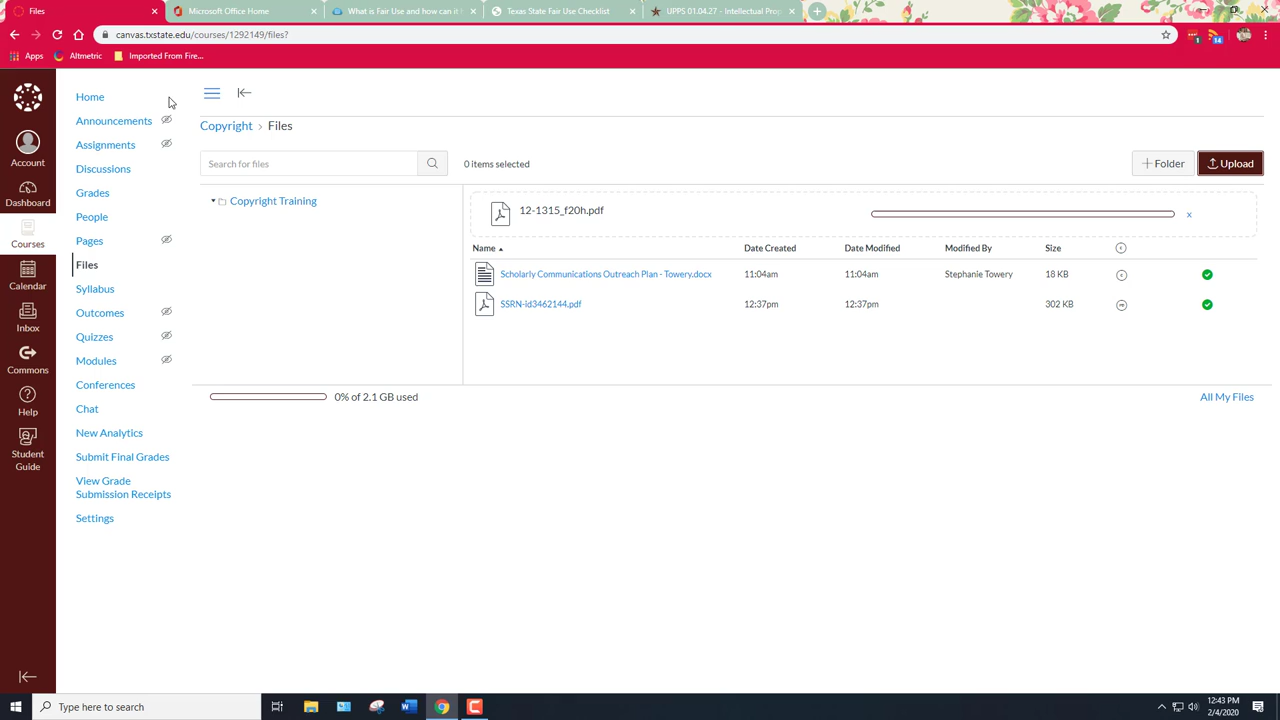 Files
Microsoft Office Home
What is Fair Use and how can it h
Texas State Fair Use Checklist
UPPS 01.04.27 - Intellectual Prop
canvas.txstate.edu/courses/1292149/files?
1
14
Apps
Altmetric
Imported From Fire...
Account
Dashboard
Courses
Calendar
Inbox
Commons
Help
Student
Guide
Home
Announcements
Assignments
Discussions
Grades
People
Pages
Files
Syllabus
Outcomes
Quizzes
Modules
Conferences
Chat
New Analytics
Submit Final Grades
View Grade
Submission Receipts
Settings
Copyright › Files
Search for files
0 items selected
+ Folder
Upload
Copyright Training
12-1315_f20h.pdf
x
Name Date Created Date Modified Modified By Size
Scholarly Communications Outreach Plan - Towery.docx 11:04am 11:04am Stephanie Towery 18 KB
SSRN-id3462144.pdf 12:37pm 12:37pm 302 KB
0% of 2.1 GB used
All My Files
Type here to search
12:43 PM
2/4/2020